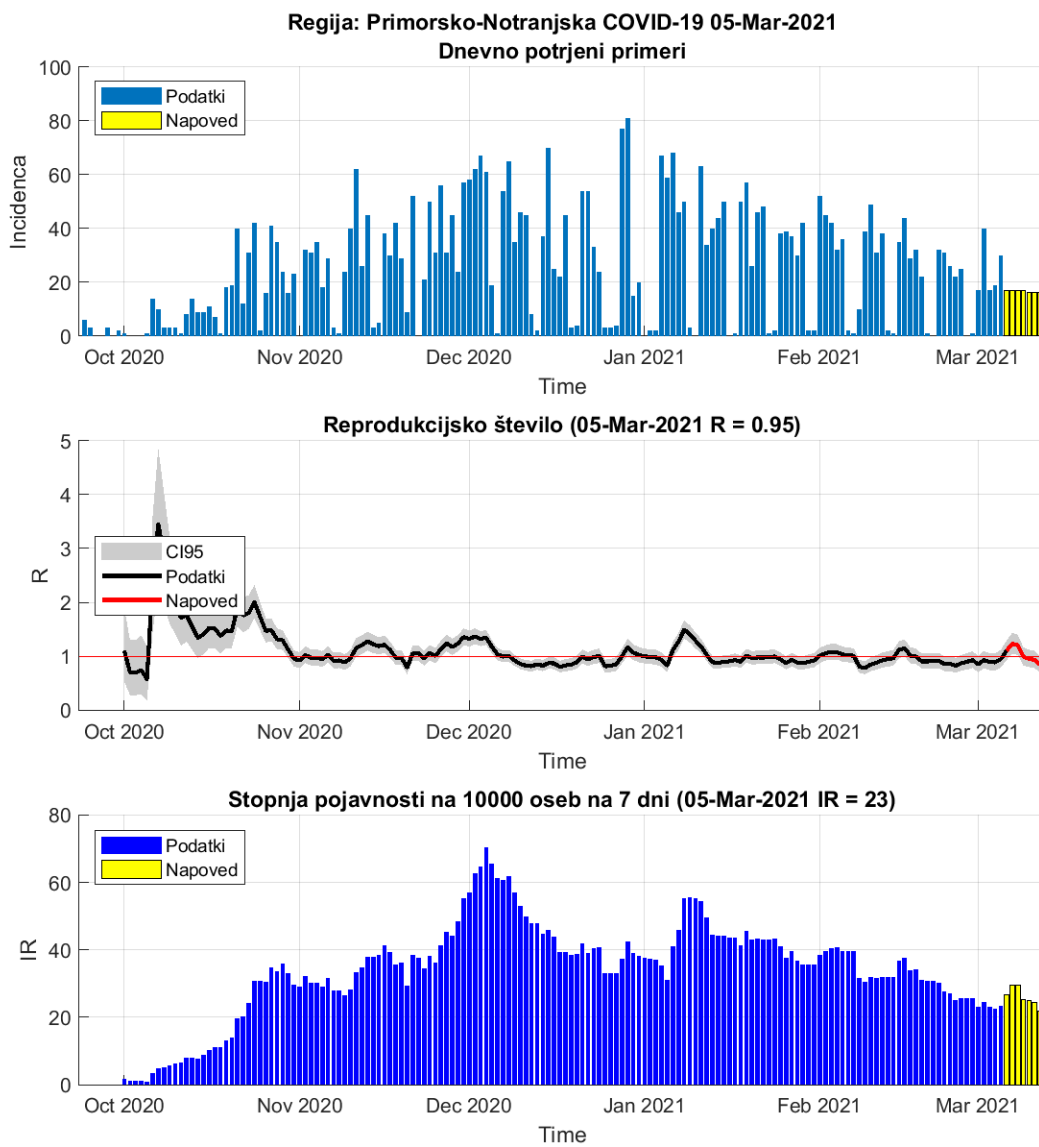 Regija: Primorsko-Notranjska COVID-19 05-Mar-2021
Dnevno potrjeni primeri
100
80
60
40
20
0
Incidenca
Podatki
Napoved
Oct 2020 Nov 2020 Dec 2020 Jan 2021 Feb 2021 Mar 2021
Time
Reprodukcijsko število (05-Mar-2021 R = 0.95)
5
4
3
2
1
0
R
CI95
Podatki
Napoved
Oct 2020 Nov 2020 Dec 2020 Jan 2021 Feb 2021 Mar 2021
Time
Stopnja pojavnosti na 10000 oseb na 7 dni (05-Mar-2021 IR = 23)
80
60
40
20
0
IR
Podatki
Napoved
Oct 2020 Nov 2020 Dec 2020 Jan 2021 Feb 2021 Mar 2021
Time